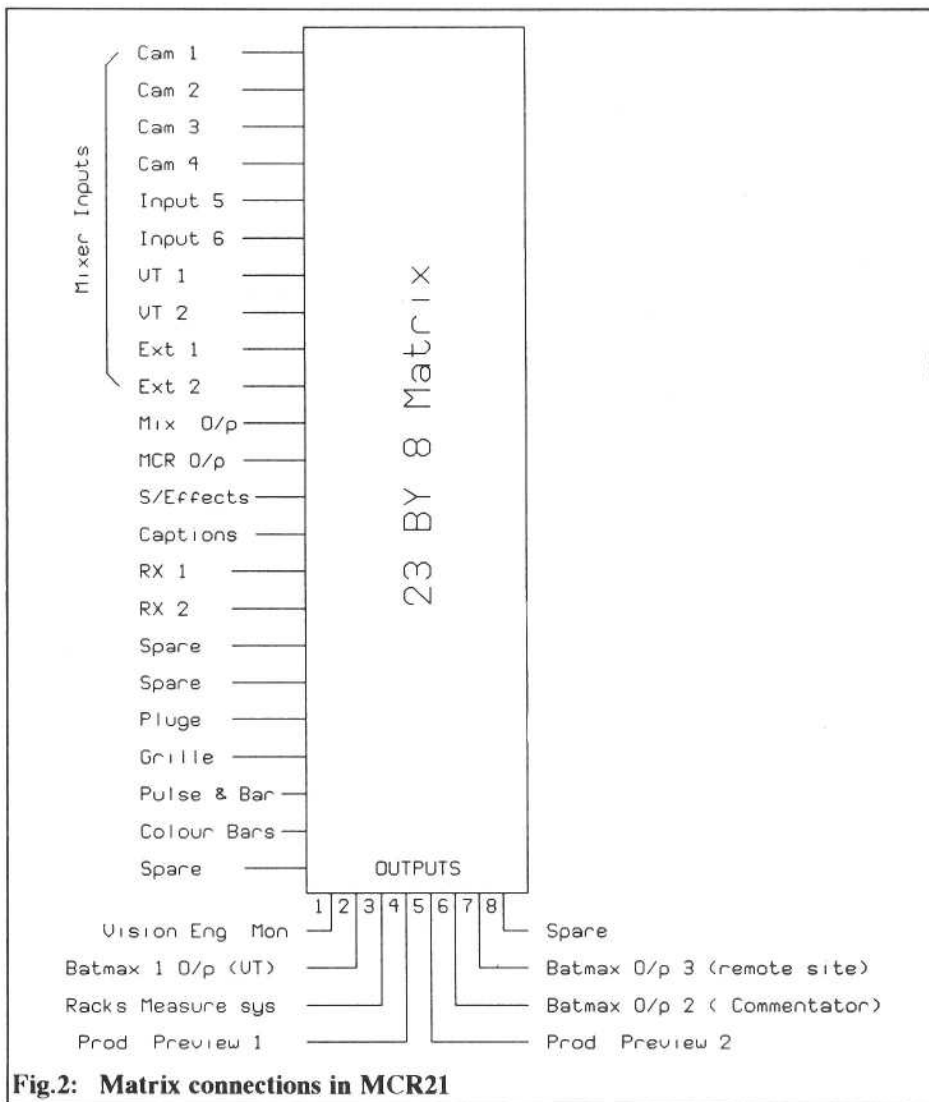 Mixer Inputs
Cam 1
Cam 2
Cam 3
Cam 4
Input 5
Input 6
VT 1
VT 2
Ext 1
Ext 2
Mix O/p
MCR O/p
S/Effects
Captions
RX 1
RX 2
Spare
Spare
Pluge
Grille
Pulse & Bar
Colour Bars
Spare
23 BY 8 Matrix
OUTPUTS
1 2 3 4 5 6 7 8
Vision Eng Mon
Batmax 1 O/p (VT)
Racks Measure sys
Prod Preview 1
Spare
Batmax O/p 3 (remote site)
Batmax O/p 2 ( Commentator)
Prod Preview 2
Fig.2: Matrix connections in MCR21